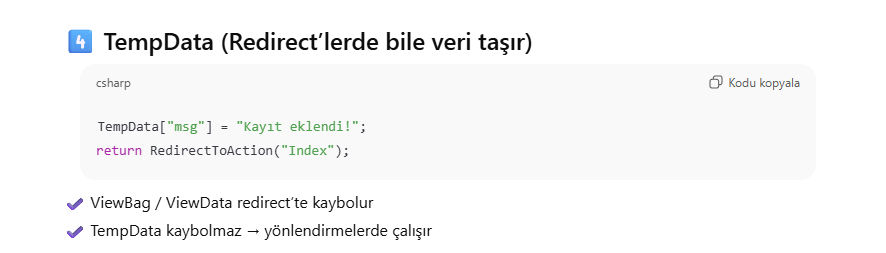 4 TempData (Redirect’lerde bile veri taşır)
csharp Kodu kopyala
TempData["msg"] = "Kayıt eklendi!";
return RedirectToAction("Index");
✔ ViewBag / ViewData redirect’te kaybolur
✔ TempData kaybolmaz → yönlendirmelerde çalışır